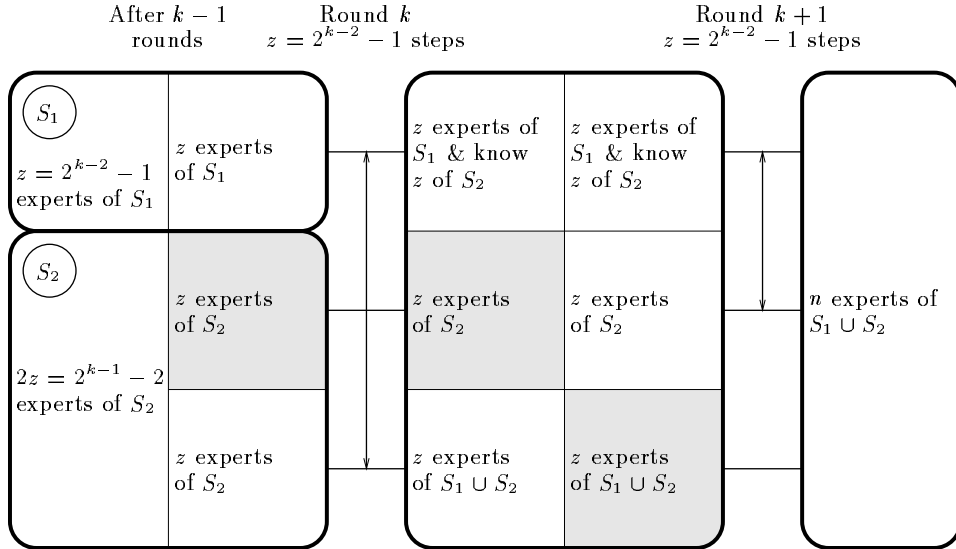 After k − 1
rounds
Round k
z = 2^{k−2} − 1 steps
Round k + 1
z = 2^{k−2} − 1 steps
S_1
z = 2^{k−2} − 1
experts of S_1
z experts
of S_1
S_2
2z = 2^{k−1} − 2
experts of S_2
z experts
of S_2
z experts
of S_2
z experts of
S_1 & know
z of S_2
z experts of
S_1 & know
z of S_2
z experts
of S_2
z experts
of S_2
z experts
of S_1 ∪ S_2
z experts
of S_1 ∪ S_2
n experts of
S_1 ∪ S_2